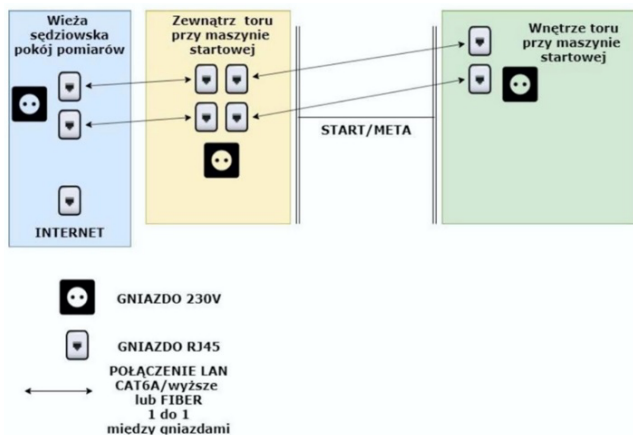 Wieża
sędziowska
pokój pomiarów
Zewnątrz toru
przy maszynie
startowej
Wnętrze toru
przy maszynie
startowej
START/META
INTERNET
GNIAZDO 230V
GNIAZDO RJ45
POŁĄCZENIE LAN
CAT6A/wyższe
lub FIBER
1 do 1
między gniazdami